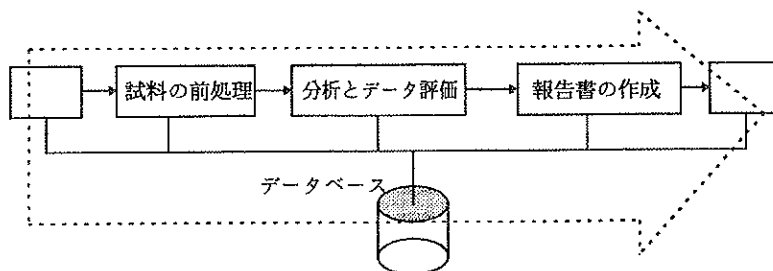 試料の前処理
分析とデータ評価
報告書の作成
データベース